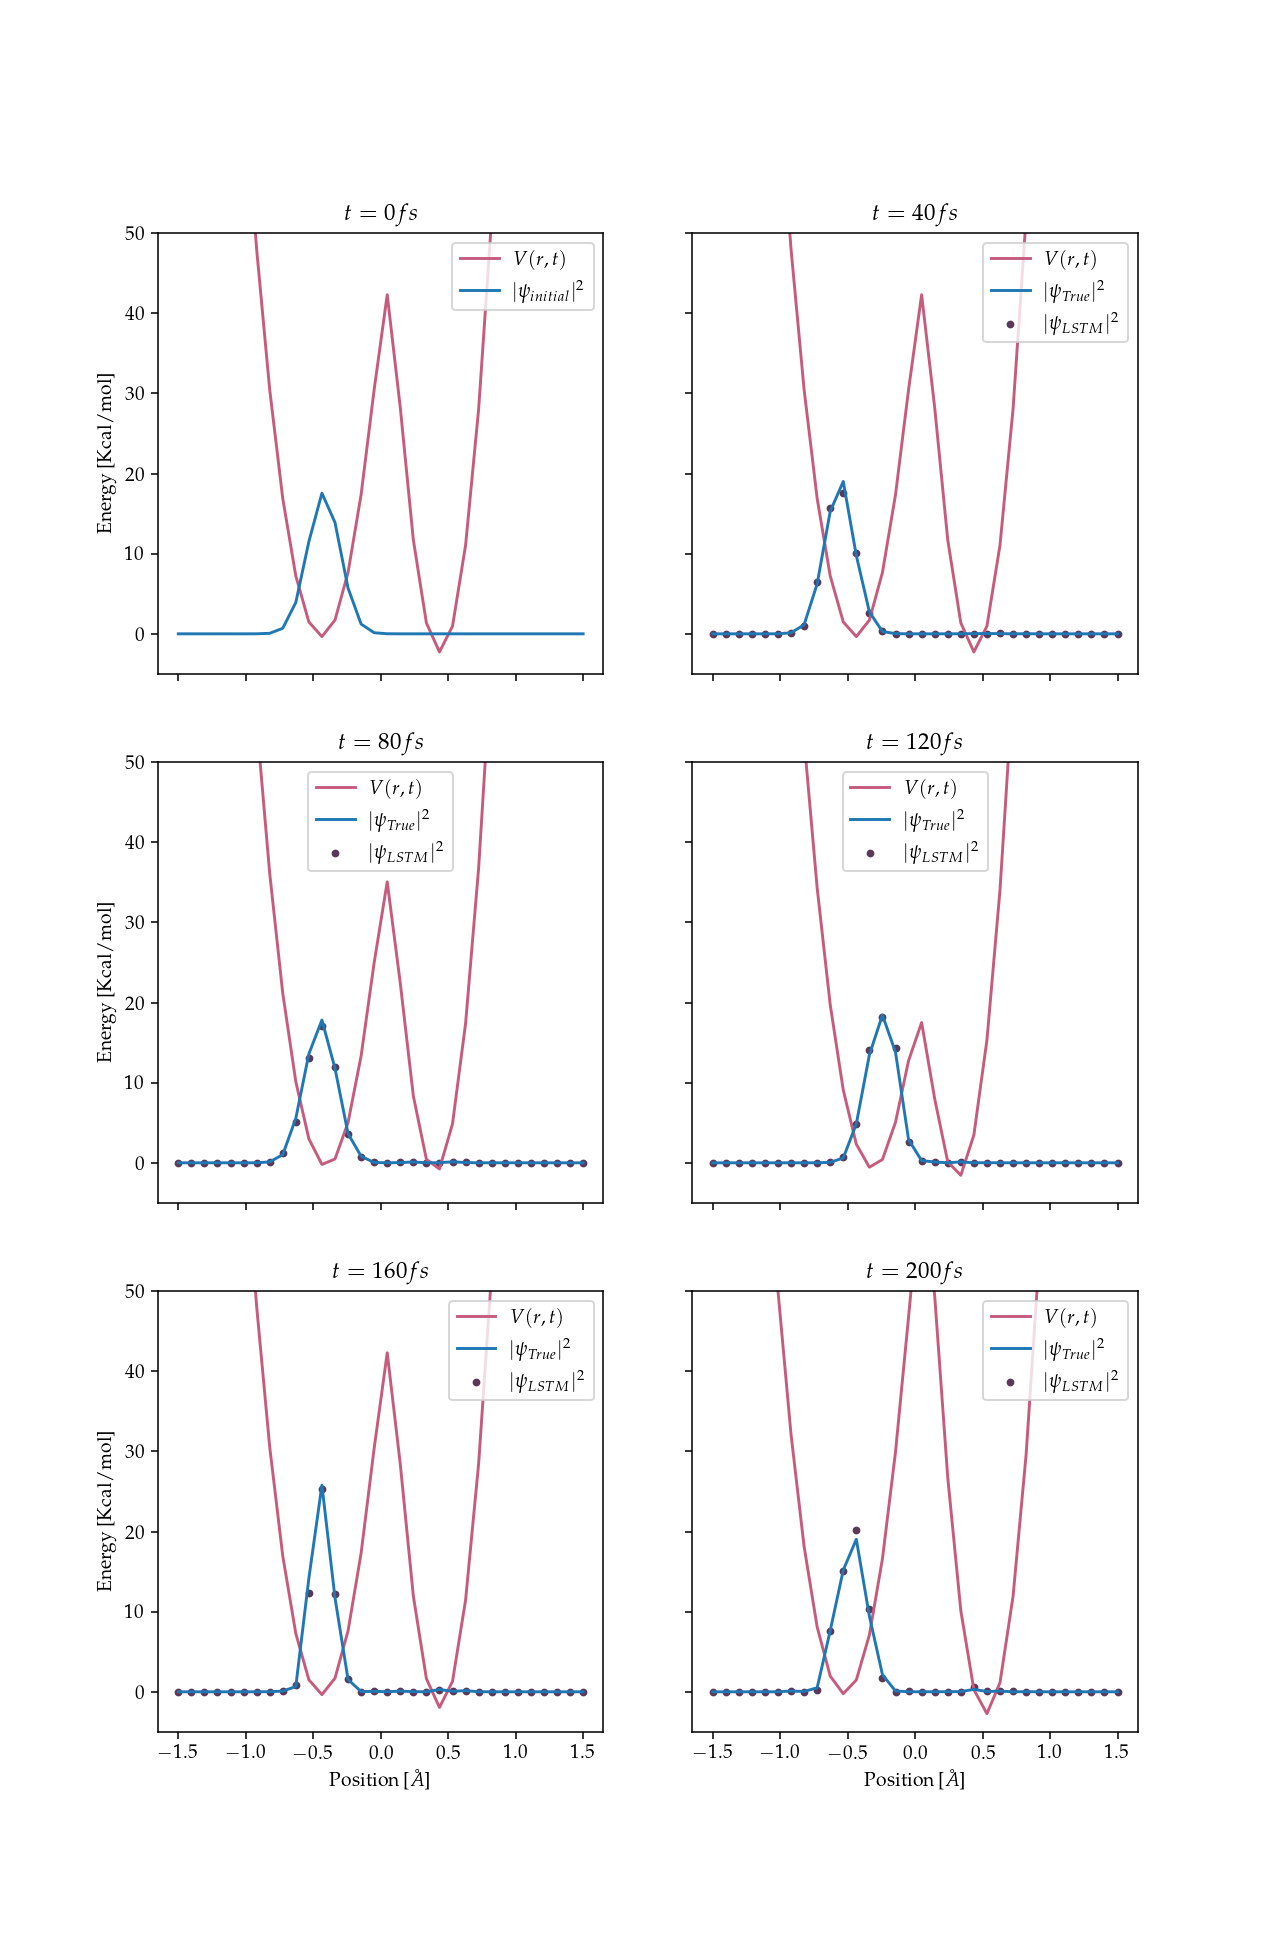 t = 0fs
50
40
30
20
10
0
Energy [Kcal/mol]
V(r, t)
|ψ_initial|²
t = 40fs
V(r, t)
|ψ_True|²
|ψ_LSTM|²
t = 80fs
50
40
30
20
10
0
Energy [Kcal/mol]
V(r, t)
|ψ_True|²
|ψ_LSTM|²
t = 120fs
V(r, t)
|ψ_True|²
|ψ_LSTM|²
t = 160fs
50
40
30
20
10
0
Energy [Kcal/mol]
V(r, t)
|ψ_True|²
|ψ_LSTM|²
−1.5 −1.0 −0.5 0.0 0.5 1.0 1.5
Position [Å]
t = 200fs
V(r, t)
|ψ_True|²
|ψ_LSTM|²
−1.5 −1.0 −0.5 0.0 0.5 1.0 1.5
Position [Å]